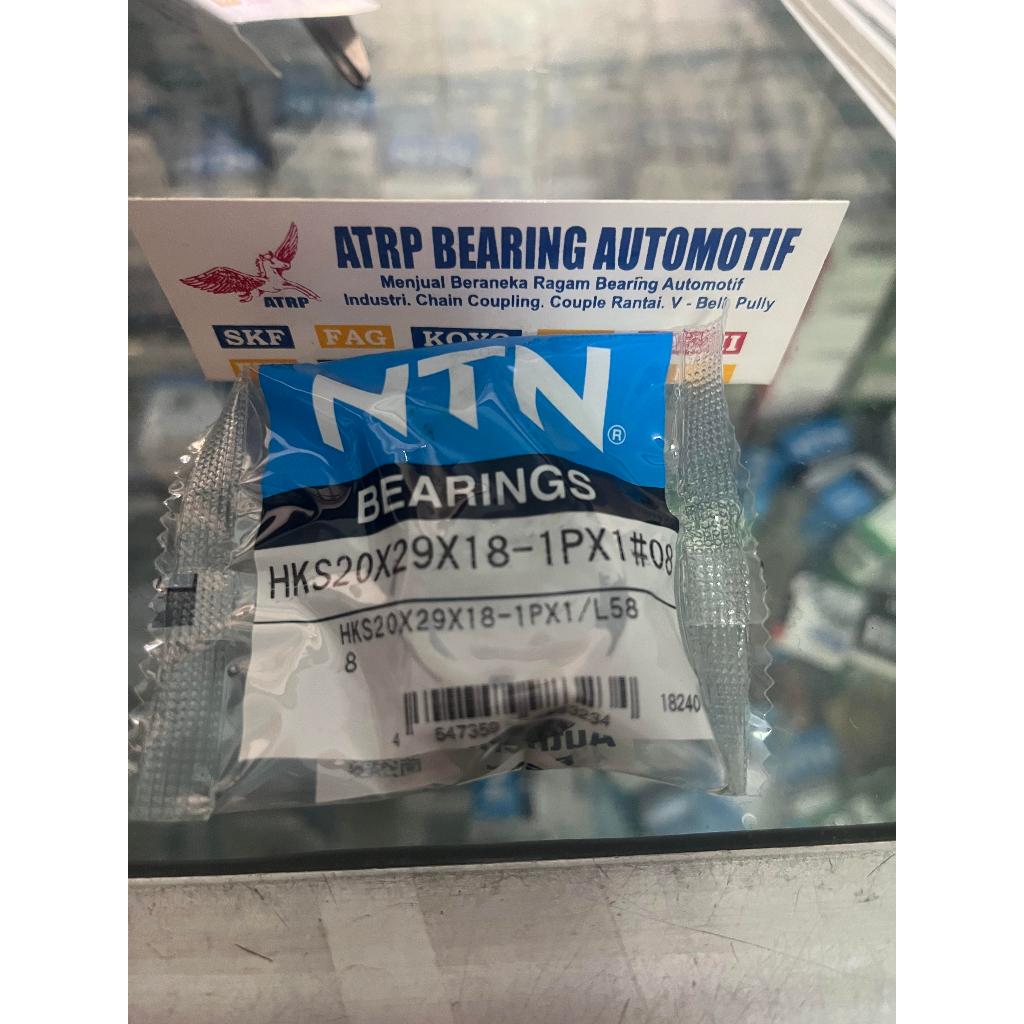 ATRP BEARING AUTOMOTIF
Menjual Beraneka Ragam Bearing Automotif
Industri. Chain Coupling. Couple Rantai. V - Belt Pully
ATRP
SKF FAG KOYO
NTN ®
BEARINGS
HKS20X29X18-1PX1#08
HKS20X29X18-1PX1/L58
8
18240